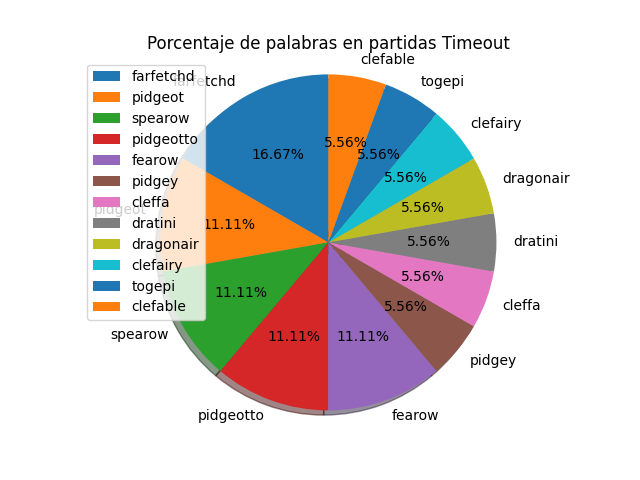 Porcentaje de palabras en partidas Timeout
farfetchd
pidgeot
spearow
pidgeotto
fearow
pidgey
cleffa
dratini
dragonair
clefairy
togepi
clefable
farfetchd
16.67%
pidgeot
11.11%
spearow
11.11%
pidgeotto
11.11%
fearow
11.11%
pidgey
5.56%
cleffa
5.56%
dratini
5.56%
dragonair
5.56%
clefairy
5.56%
togepi
5.56%
clefable
5.56%